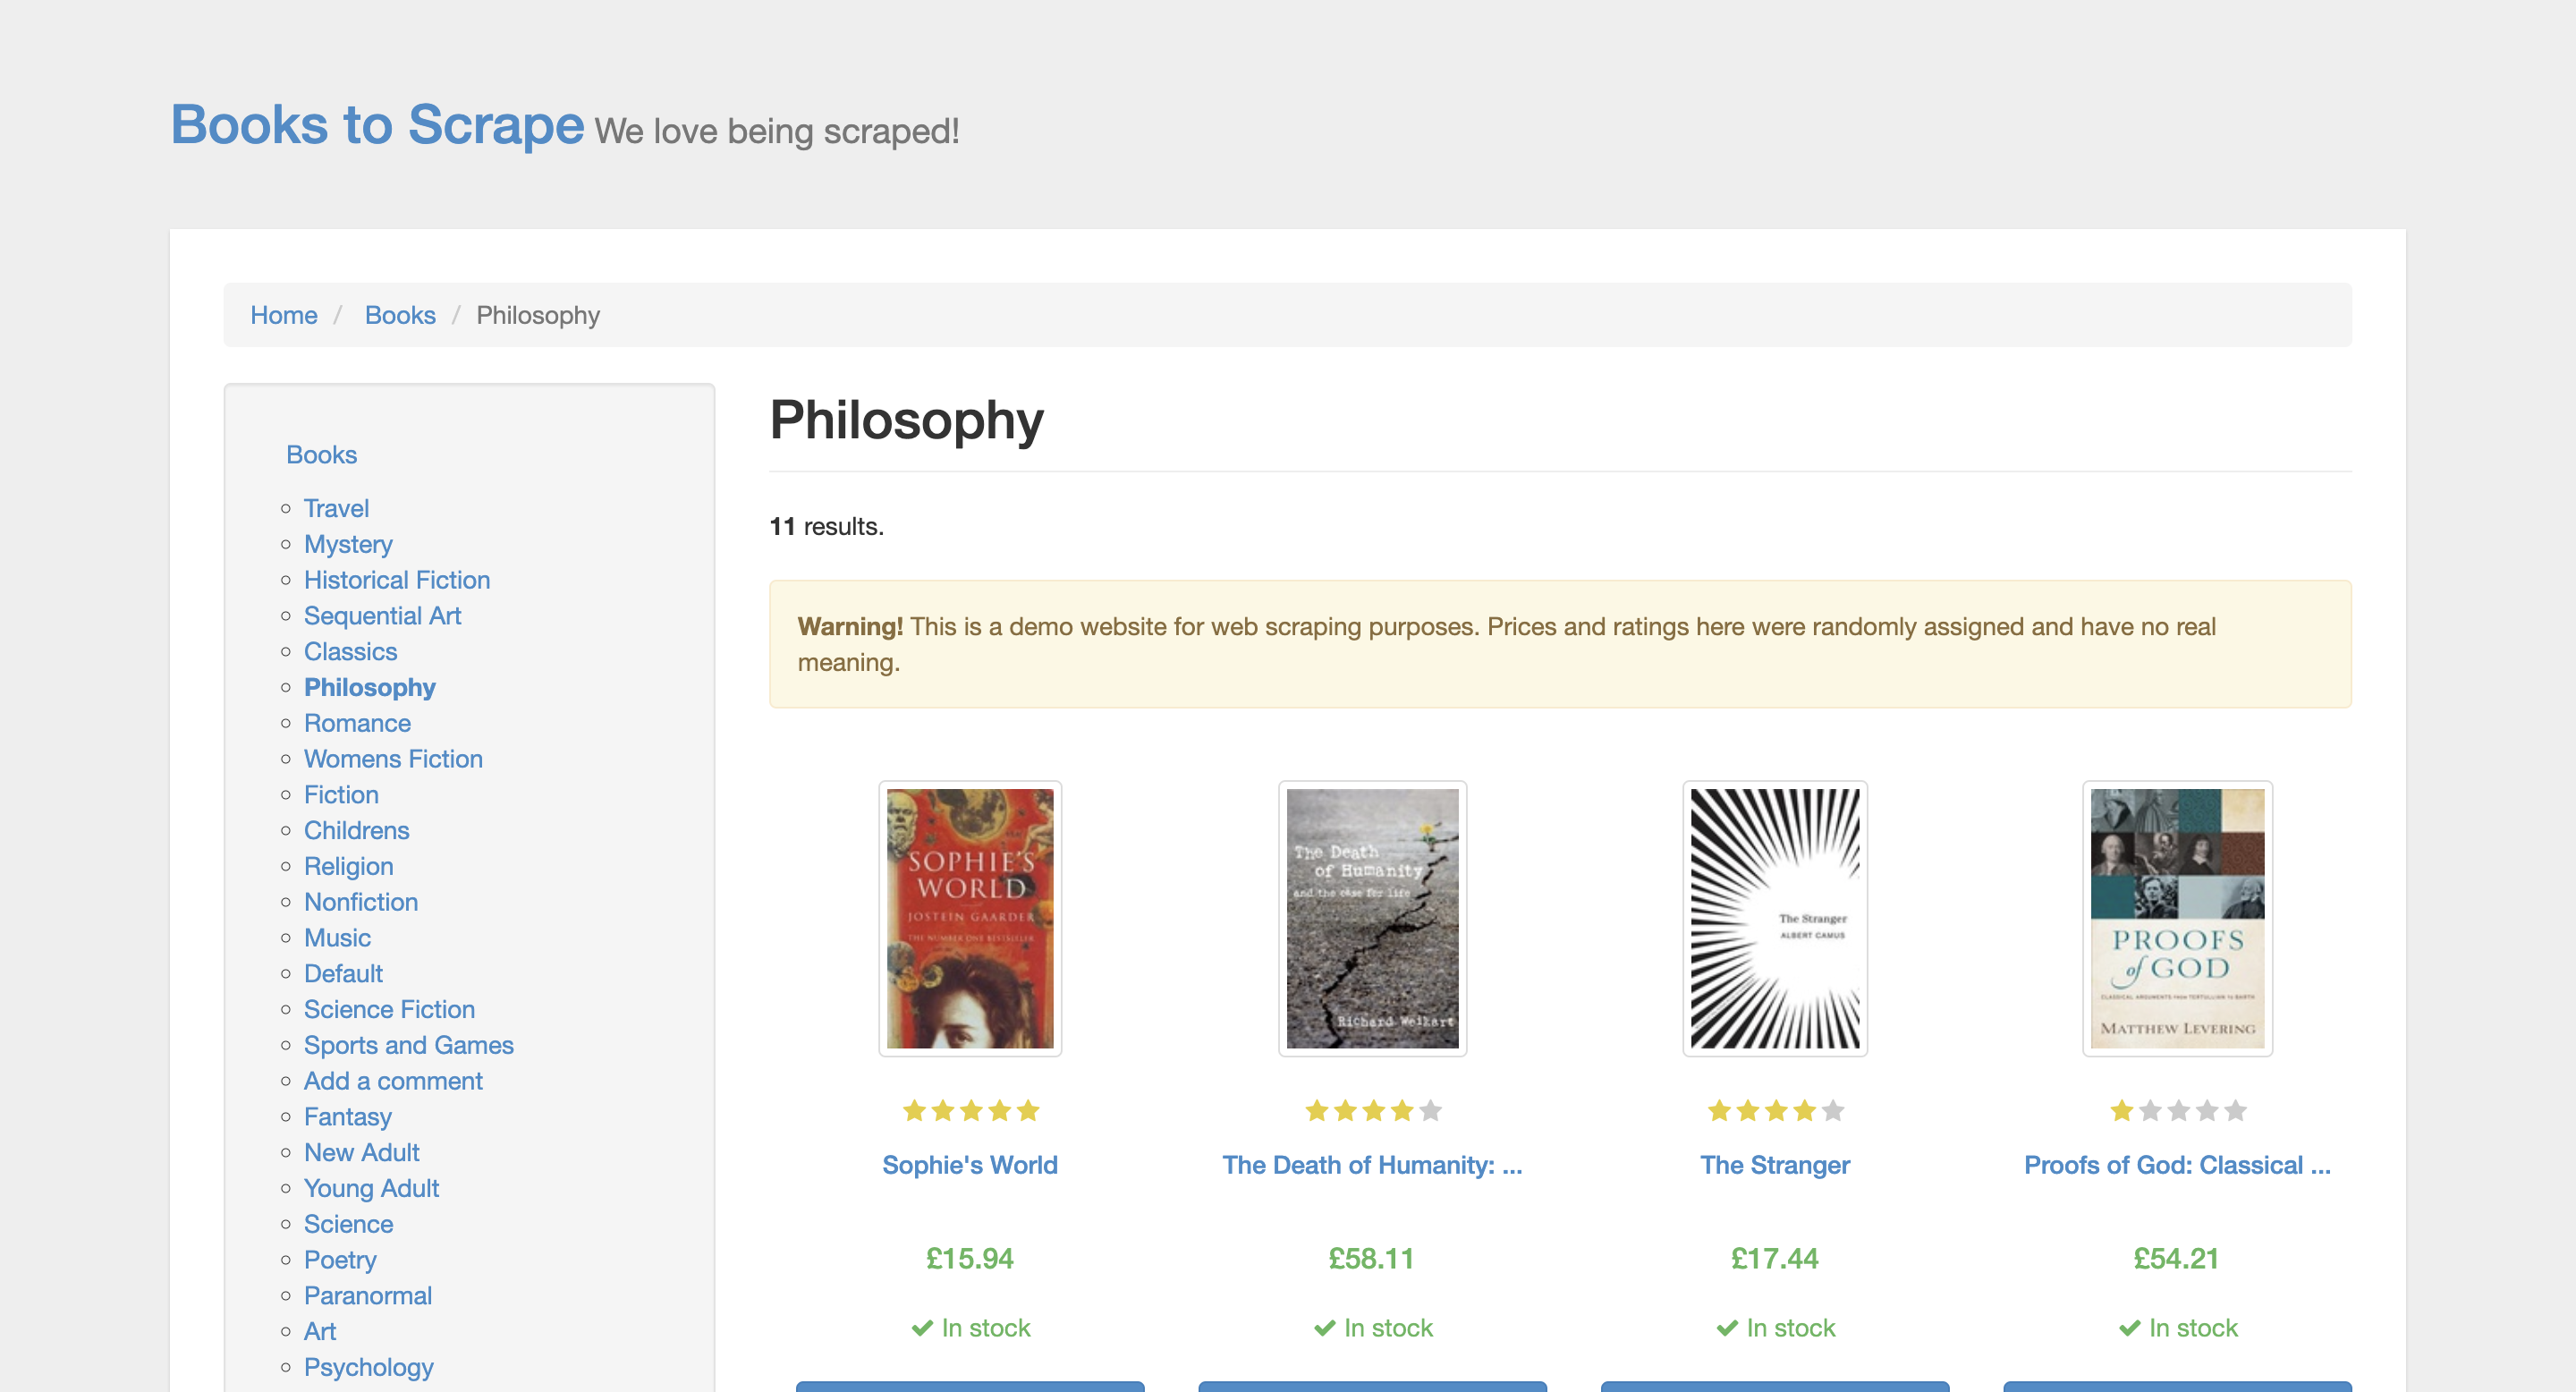 Books to Scrape We love being scraped!
Home / Books / Philosophy
Books
Travel
Mystery
Historical Fiction
Sequential Art
Classics
Philosophy
Romance
Womens Fiction
Fiction
Childrens
Religion
Nonfiction
Music
Default
Science Fiction
Sports and Games
Add a comment
Fantasy
New Adult
Young Adult
Science
Poetry
Paranormal
Art
Psychology
Philosophy
11 results.
Warning! This is a demo website for web scraping purposes. Prices and ratings here were randomly assigned and have no real
meaning.
SOPHIE'S
WORLD
JOSTEIN GAARDER
THE NUMBER ONE BESTSELLER
Sophie's World
£15.94
In stock
The Death
of Humanity
and the case for life
Richard Weikart
The Death of Humanity: ...
£58.11
In stock
The Stranger
ALBERT CAMUS
The Stranger
£17.44
In stock
PROOFS
of GOD
CLASSICAL ARGUMENTS FROM TERTULLIAN TO BARTH
MATTHEW LEVERING
Proofs of God: Classical ...
£54.21
In stock